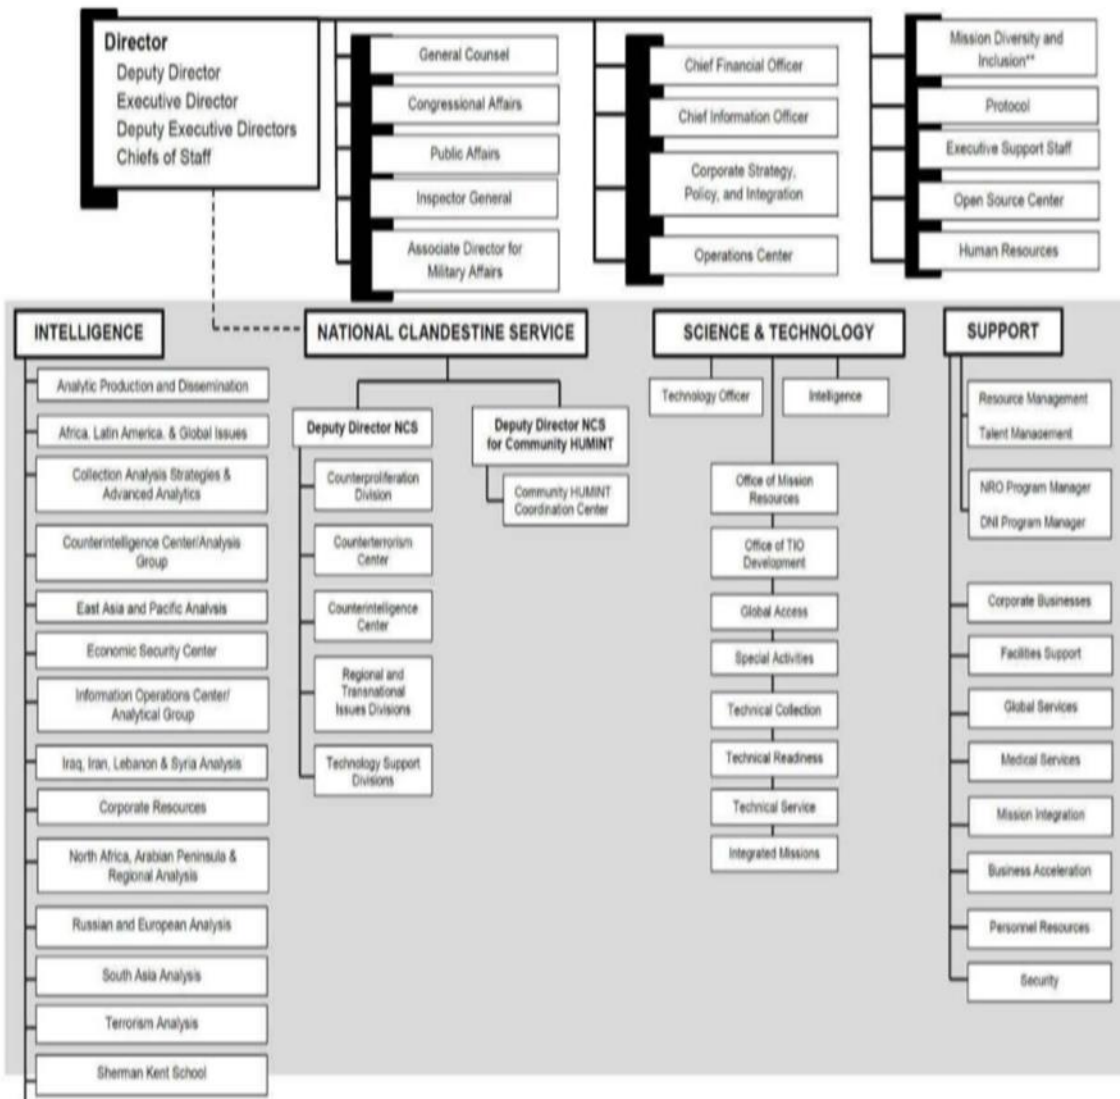 Director
Deputy Director
Executive Director
Deputy Executive Directors
Chiefs of Staff
General Counsel
Congressional Affairs
Public Affairs
Inspector General
Associate Director for
Military Affairs
Chief Financial Officer
Chief Information Officer
Corporate Strategy,
Policy, and Integration
Operations Center
Mission Diversity and
Inclusion**
Protocol
Executive Support Staff
Open Source Center
Human Resources
INTELLIGENCE
Analytic Production and Dissemination
Africa, Latin America, & Global Issues
Collection Analysis Strategies &
Advanced Analytics
Counterintelligence Center/Analysis
Group
East Asia and Pacific Analysis
Economic Security Center
Information Operations Center/
Analytical Group
Iraq, Iran, Lebanon & Syria Analysis
Corporate Resources
North Africa, Arabian Peninsula &
Regional Analysis
Russian and European Analysis
South Asia Analysis
Terrorism Analysis
Sherman Kent School
NATIONAL CLANDESTINE SERVICE
Deputy Director NCS
Counterproliferation
Division
Counterterrorism
Center
Counterintelligence
Center
Regional and
Transnational
Issues Divisions
Technology Support
Divisions
Deputy Director NCS
for Community HUMINT
Community HUMINT
Coordination Center
SCIENCE & TECHNOLOGY
Technology Officer
Intelligence
Office of Mission
Resources
Office of TIO
Development
Global Access
Special Activities
Technical Collection
Technical Readiness
Technical Service
Integrated Missions
SUPPORT
Resource Management
Talent Management
NRO Program Manager
DNI Program Manager
Corporate Businesses
Facilities Support
Global Services
Medical Services
Mission Integration
Business Acceleration
Personnel Resources
Security